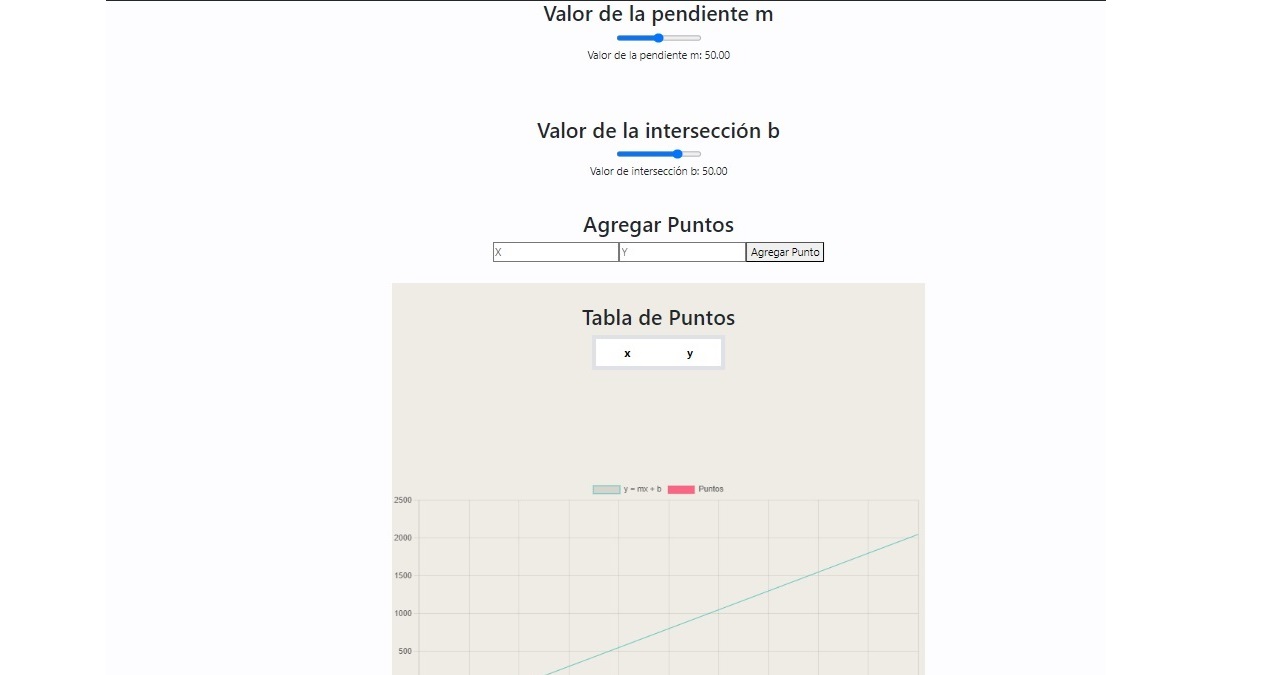 Valor de la pendiente m
Valor de la pendiente m: 50.00
Valor de la intersección b
Valor de intersección b: 50.00
Agregar Puntos
X Y Agregar Punto
Tabla de Puntos
x y
y = mx + b Puntos
2500
2000
1500
1000
500